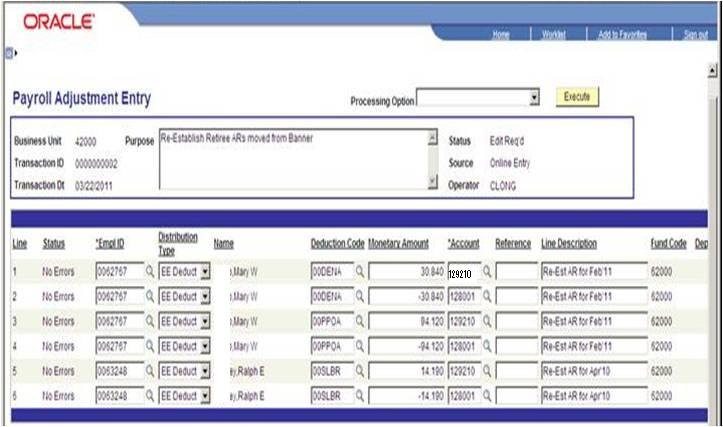 ORACLE
Home Worklist Add to Favorites Sign out
Payroll Adjustment Entry Processing Option Execute
Business Unit 42000 Purpose Re-Establish Retiree ARs moved from Banner Status Edit Req'd
Transaction ID 0000000002 Source Online Entry
Transaction Dt 03/22/2011 Operator CLONG
Line Status *Empl ID Distribution Type Name Deduction Code Monetary Amount *Account Reference Line Description Fund Code Dep
1 No Errors 0062767 EE Deduct ,Mary W 00DENA 30.840 129210 Re-Est AR for Feb'11 62000
2 No Errors 0062767 EE Deduct ,Mary W 00DENA -30.840 128001 Re-Est AR for Feb'11 62000
3 No Errors 0062767 EE Deduct ,Mary W 00PPOA 94.120 129210 Re-Est AR for Feb'11 62000
4 No Errors 0062767 EE Deduct ,Mary W 00PPOA -94.120 128001 Re-Est AR for Feb'11 62000
5 No Errors 0063248 EE Deduct ey,Ralph E 00SLBR 14.190 129210 Re-Est AR for Apr'10 62000
6 No Errors 0063248 EE Deduct ey,Ralph E 00SLBR -14.190 128001 Re-Est AR for Apr'10 62000